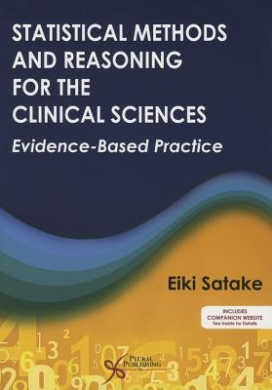 STATISTICAL METHODS
AND REASONING
FOR THE
CLINICAL SCIENCES
Evidence-Based Practice
Eiki Satake
INCLUDES
COMPANION WEBSITE
See Inside for Details
PLURAL
PUBLISHING